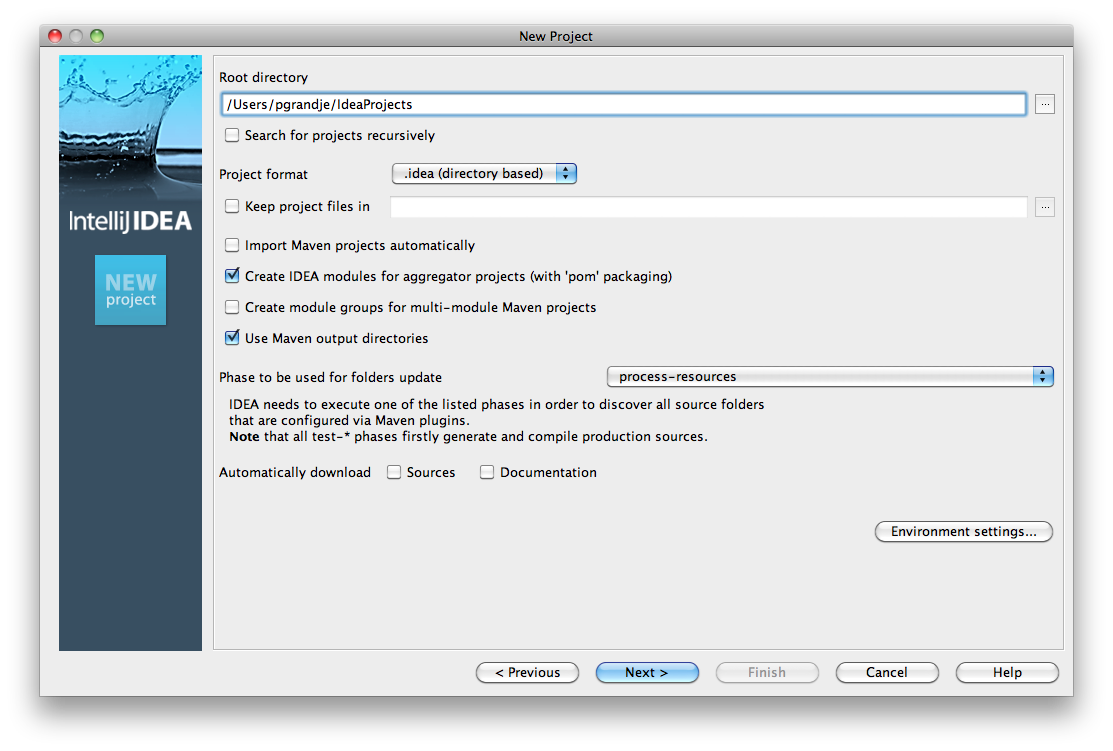 New Project
Root directory
/Users/pgrandje/IdeaProjects
...
Search for projects recursively
Project format
.idea (directory based)
Keep project files in
...
Import Maven projects automatically
Create IDEA modules for aggregator projects (with 'pom' packaging)
Create module groups for multi-module Maven projects
Use Maven output directories
Phase to be used for folders update
process-resources
IDEA needs to execute one of the listed phases in order to discover all source folders
that are configured via Maven plugins.
Note that all test-* phases firstly generate and compile production sources.
Automatically download
Sources
Documentation
Environment settings...
< Previous
Next >
Finish
Cancel
Help
IntelliJ IDEA
NEW
project